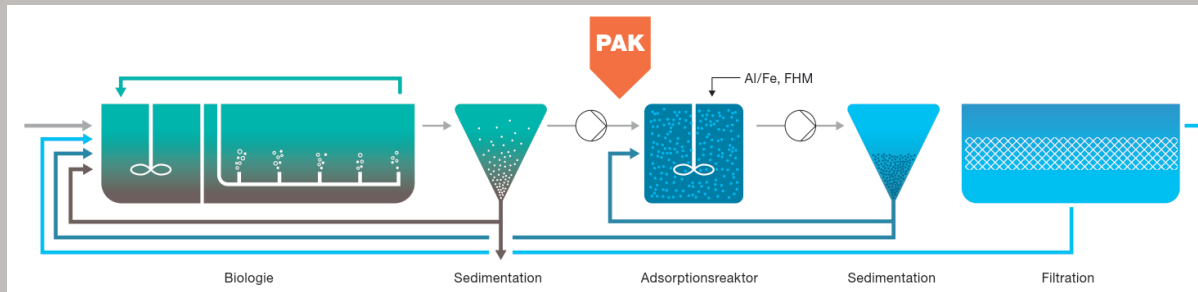 PAK
Al/Fe, FHM
Biologie
Sedimentation
Adsorptionsreaktor
Sedimentation
Filtration